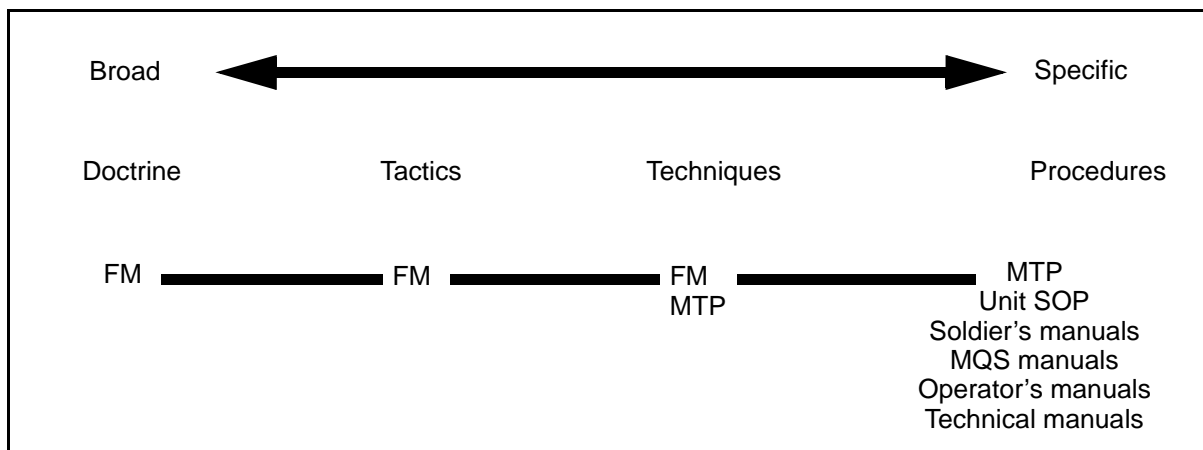 Broad Specific
Doctrine Tactics Techniques Procedures
FM FM FM MTP
MTP Unit SOP
Soldier’s manuals
MQS manuals
Operator’s manuals
Technical manuals